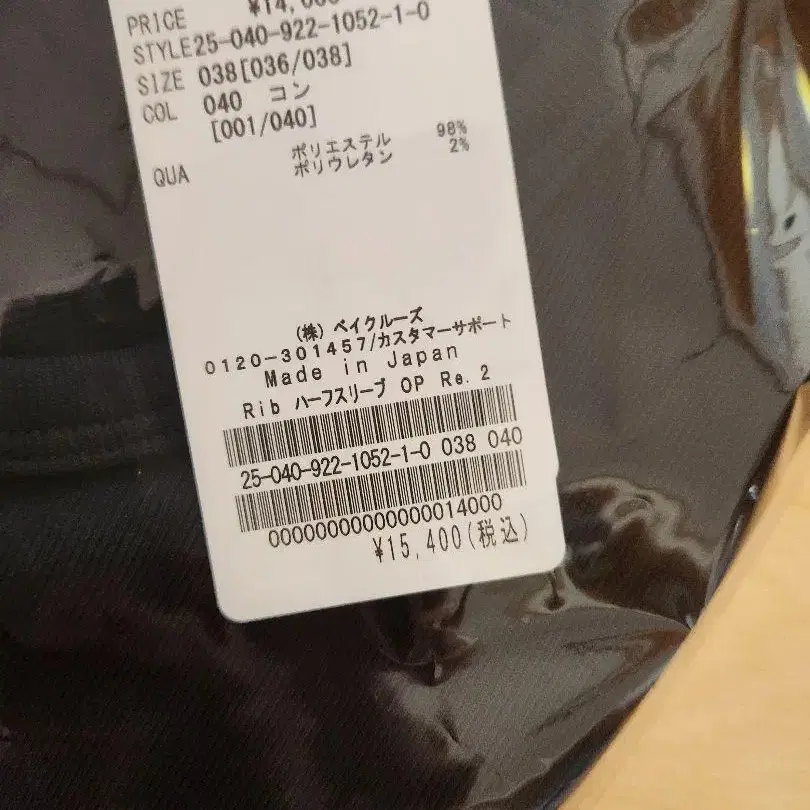 PRICE ¥14,000
STYLE25-040-922-1052-1-0
SIZE 038[036/038]
COL 040 コン
[001/040]
QUA ポリエステル 98%
ポリウレタン 2%
(株) ベイクルーズ
0120-301457/カスタマーサポート
Made in Japan
Rib ハーフスリーブ OP Re.2
25-040-922-1052-1-0 038 040
00000000000000014000
¥15,400(税込)